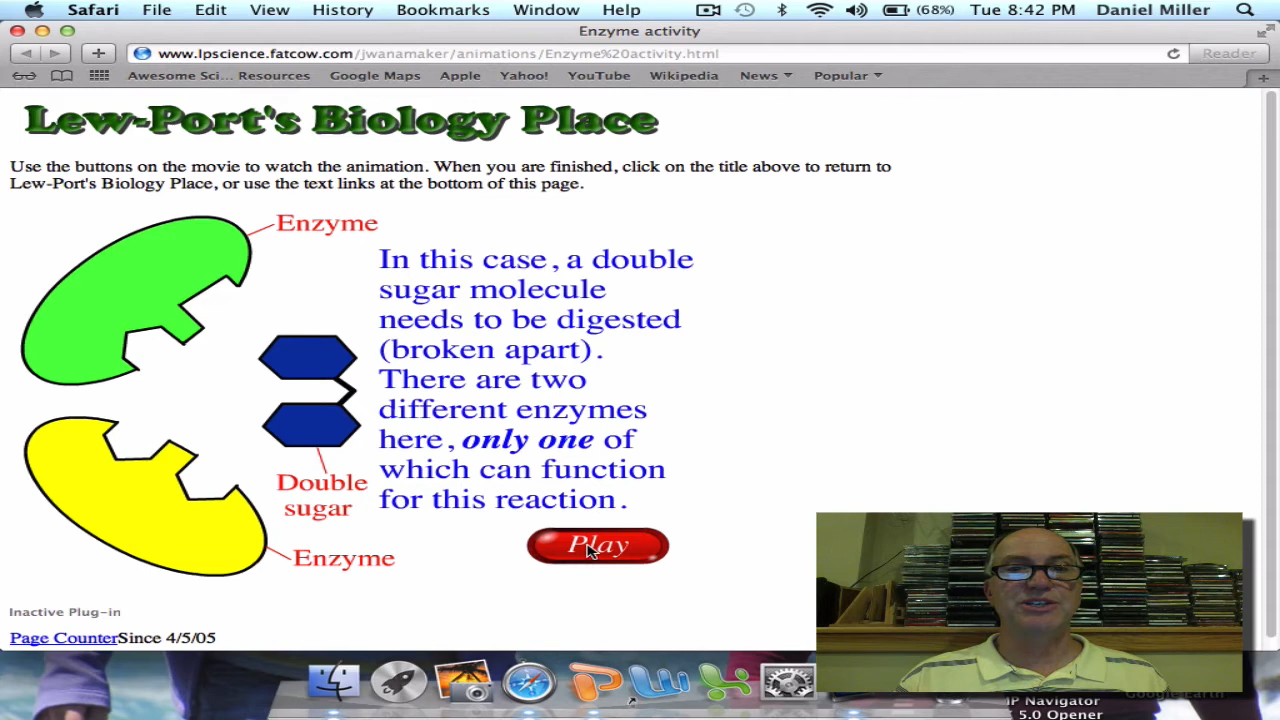 Safari File Edit View History Bookmarks Window Help (68%) Tue 8:42 PM Daniel Miller
Enzyme activity
www.lpscience.fatcow.com/jwanamaker/animations/Enzyme%20activity.html Reader
Awesome Sci... Resources Google Maps Apple Yahoo! YouTube Wikipedia News Popular
Lew-Port's Biology Place
Use the buttons on the movie to watch the animation. When you are finished, click on the title above to return to
Lew-Port's Biology Place, or use the text links at the bottom of this page.
Enzyme
In this case, a double
sugar molecule
needs to be digested
(broken apart).
There are two
different enzymes
here, only one of
which can function
for this reaction.
Double
sugar
Enzyme
Play
Inactive Plug-in
Page CounterSince 4/5/05
Google Earth
IP Navigator
5.0 Opener